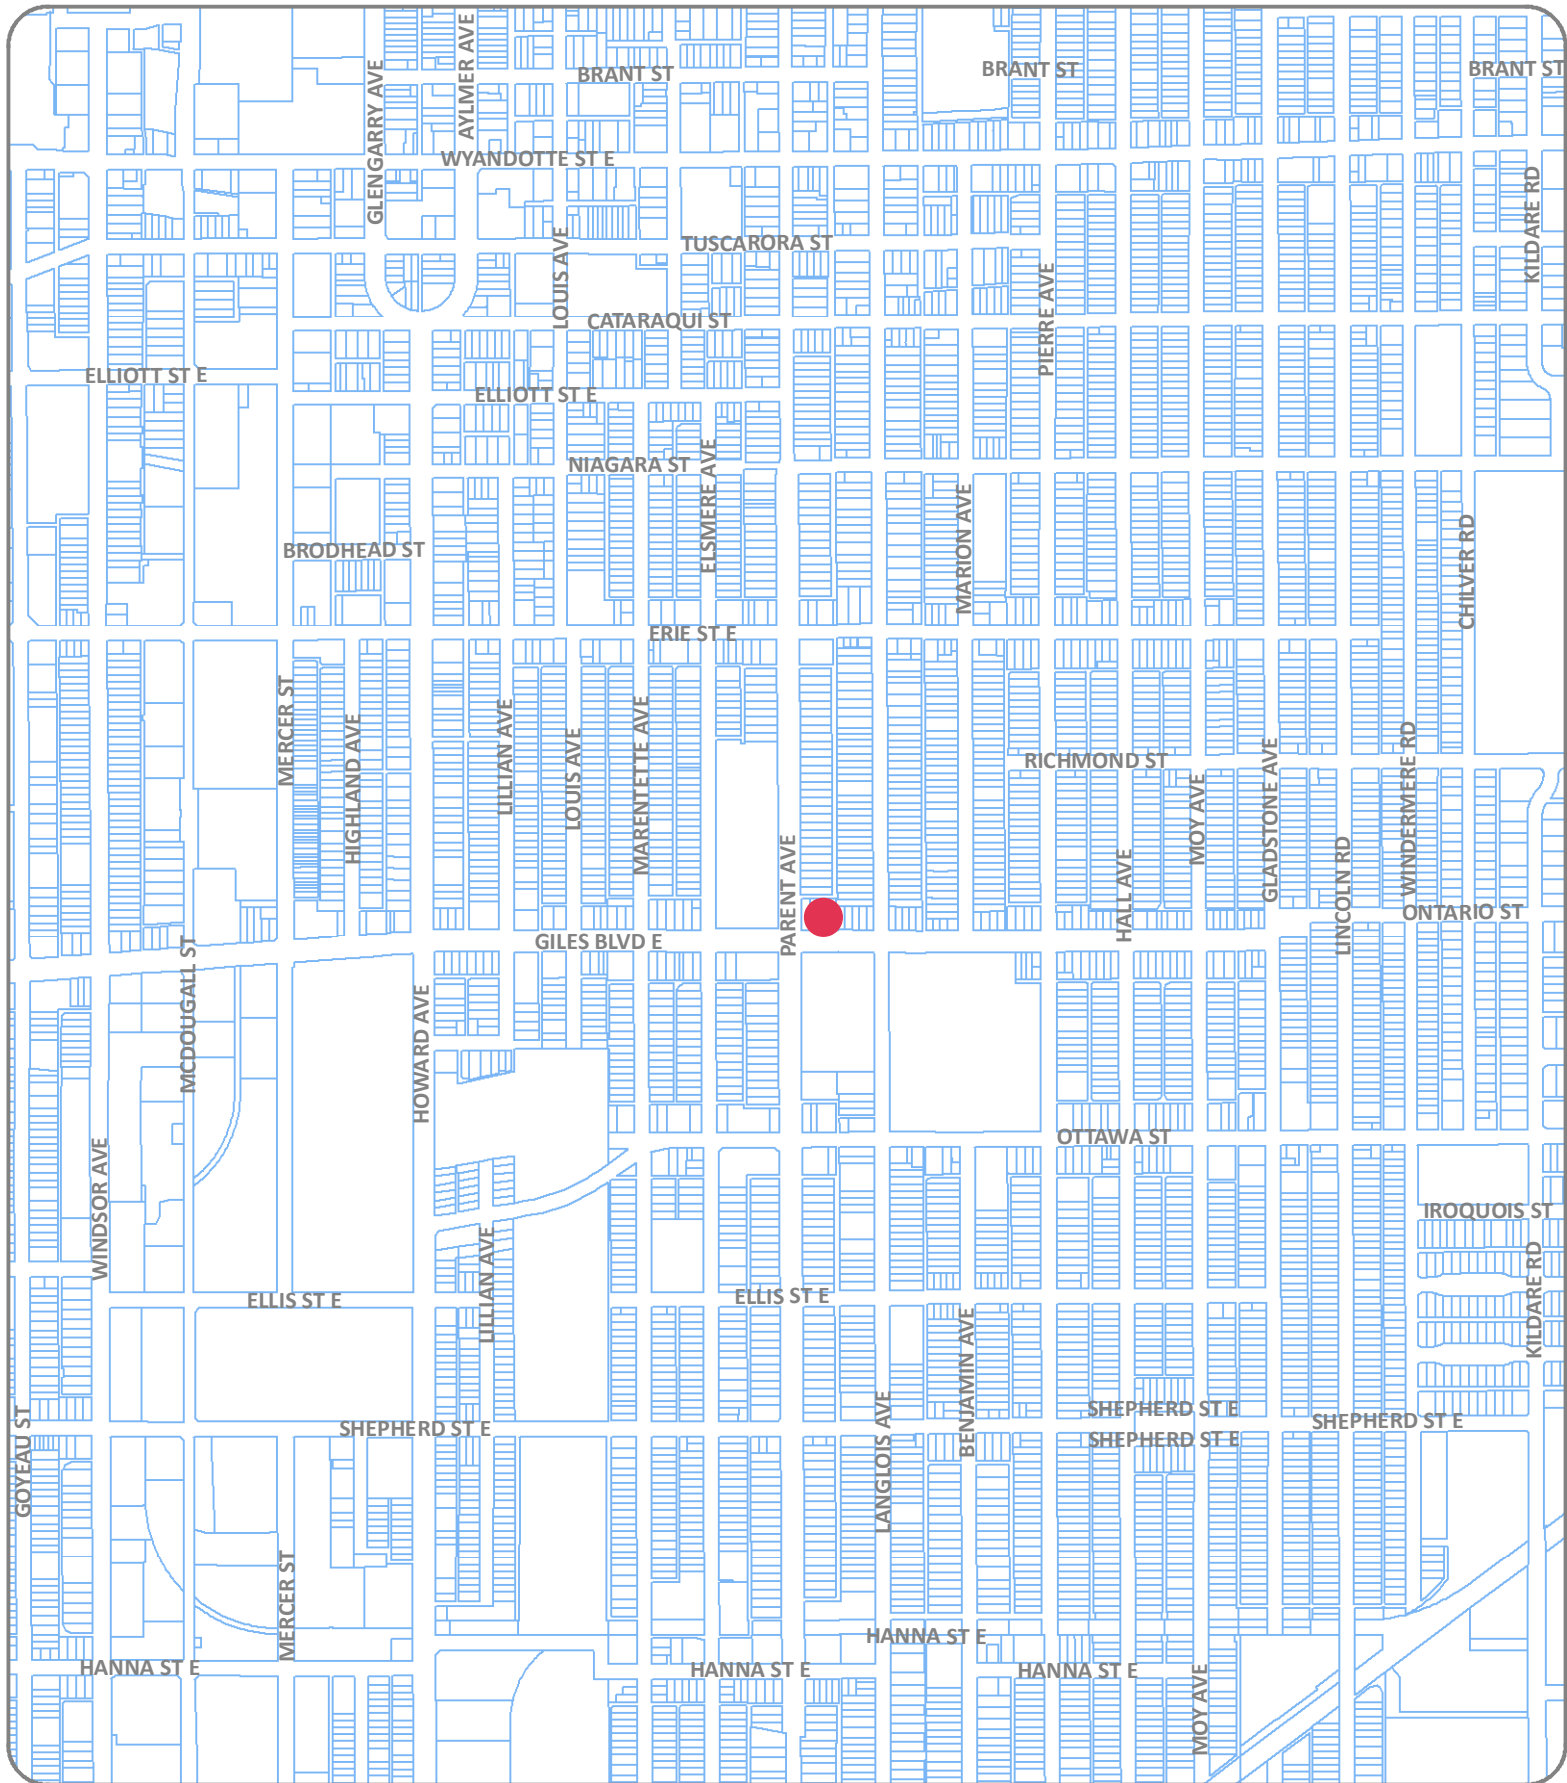 BRANT ST
BRANT ST
BRANT ST
GLENGARRY AVE
AYLMER AVE
WYANDOTTE ST E
KILDARE RD
TUSCARORA ST
LOUIS AVE
CATARAQUI ST
PIERRE AVE
ELLIOTT ST E
ELLIOTT ST E
NIAGARA ST
ELSMERE AVE
MARION AVE
CHILVER RD
BRODHEAD ST
ERIE ST E
MERCER ST
HIGHLAND AVE
LILLIAN AVE
LOUIS AVE
MARENTETTE AVE
RICHMOND ST
MOY AVE
GLADSTONE AVE
WINDERMERE RD
PARENT AVE
HALL AVE
LINCOLN RD
ONTARIO ST
GILES BLVD E
MCDOUGALL ST
HOWARD AVE
OTTAWA ST
WINDSOR AVE
IROQUOIS ST
LILLIAN AVE
ELLIS ST E
ELLIS ST E
KILDARE RD
BENJAMIN AVE
LANGLOIS AVE
GOYEAU ST
SHEPHERD ST E
SHEPHERD ST E
SHEPHERD ST E
SHEPHERD ST E
MERCER ST
HANNA ST E
HANNA ST E
HANNA ST E
HANNA ST E
MOY AVE